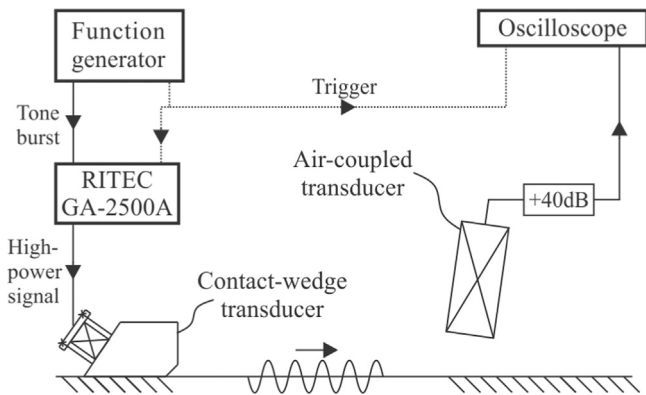 Function
generator
Oscilloscope
Trigger
Tone
burst
RITEC
GA-2500A
Air-coupled
transducer
+40dB
High-
power
signal
Contact-wedge
transducer